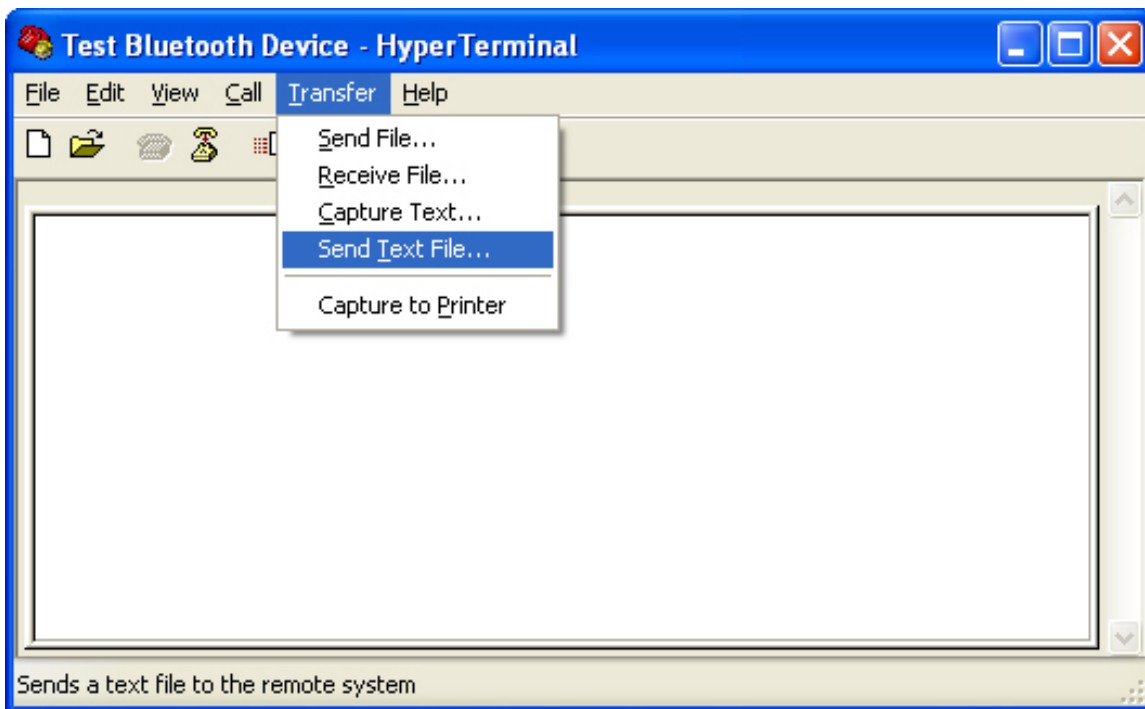 Test Bluetooth Device - HyperTerminal
File Edit View Call Transfer Help
Send File...
Receive File...
Capture Text...
Send Text File...
Capture to Printer
Sends a text file to the remote system